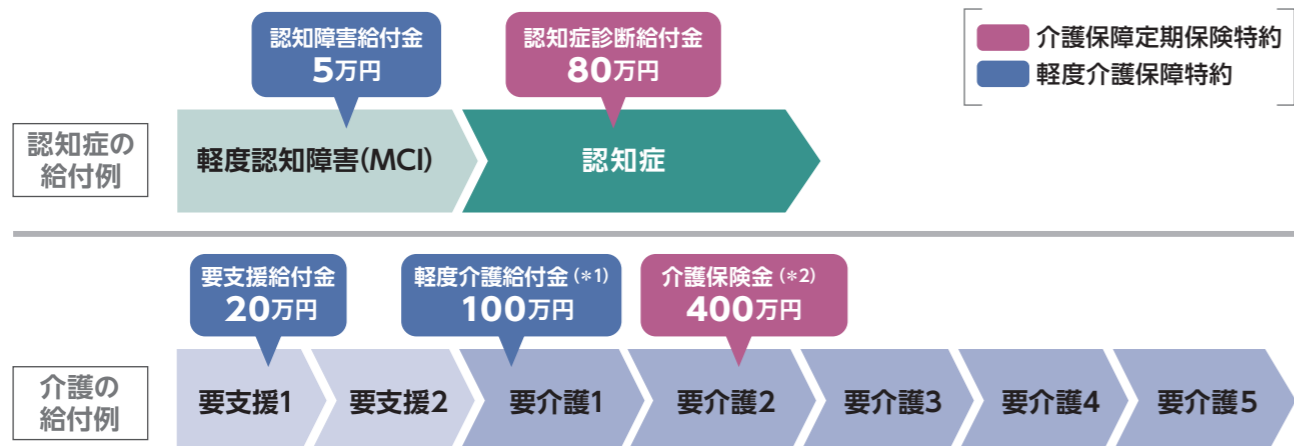 認知障害給付金
5万円
認知症診断給付金
80万円
介護保障定期保険特約
軽度介護保障特約
認知症の
給付例
軽度認知障害(MCI)
認知症
要支援給付金
20万円
軽度介護給付金(*1)
100万円
介護保険金(*2)
400万円
介護の
給付例
要支援1
要支援2
要介護1
要介護2
要介護3
要介護4
要介護5